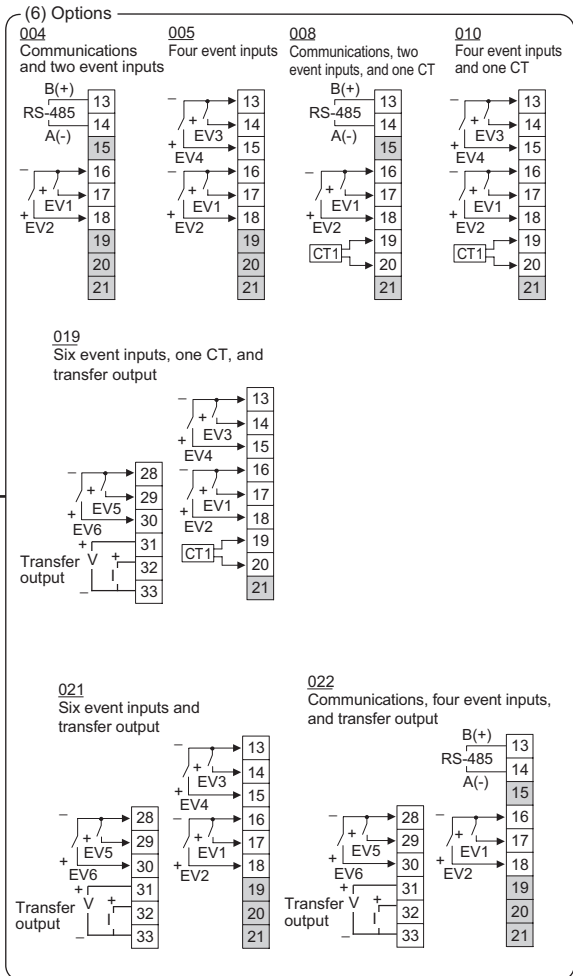 (6) Options
004
Communications
and two event inputs
B(+)
RS-485
A(-)
13
14
15
16
17
18
19
20
21
–
+
EV1
+
EV2
005
Four event inputs
–
+
EV3
+
EV4
–
+
EV1
+
EV2
13
14
15
16
17
18
19
20
21
008
Communications, two
event inputs, and one CT
B(+)
RS-485
A(-)
–
+
EV1
+
EV2
CT1
13
14
15
16
17
18
19
20
21
010
Four event inputs
and one CT
–
+
EV3
+
EV4
–
+
EV1
+
EV2
CT1
13
14
15
16
17
18
19
20
21
019
Six event inputs, one CT, and
transfer output
–
+
EV5
+
EV6
Transfer
output
+
V
+
I
–
28
29
30
31
32
33
–
+
EV3
+
EV4
–
+
EV1
+
EV2
CT1
13
14
15
16
17
18
19
20
21
021
Six event inputs and
transfer output
–
+
EV5
+
EV6
Transfer
output
+
V
+
I
–
28
29
30
31
32
33
–
+
EV3
+
EV4
–
+
EV1
+
EV2
13
14
15
16
17
18
19
20
21
022
Communications, four event inputs,
and transfer output
–
+
EV5
+
EV6
Transfer
output
+
V
+
I
–
28
29
30
31
32
33
B(+)
RS-485
A(-)
–
+
EV1
+
EV2
13
14
15
16
17
18
19
20
21